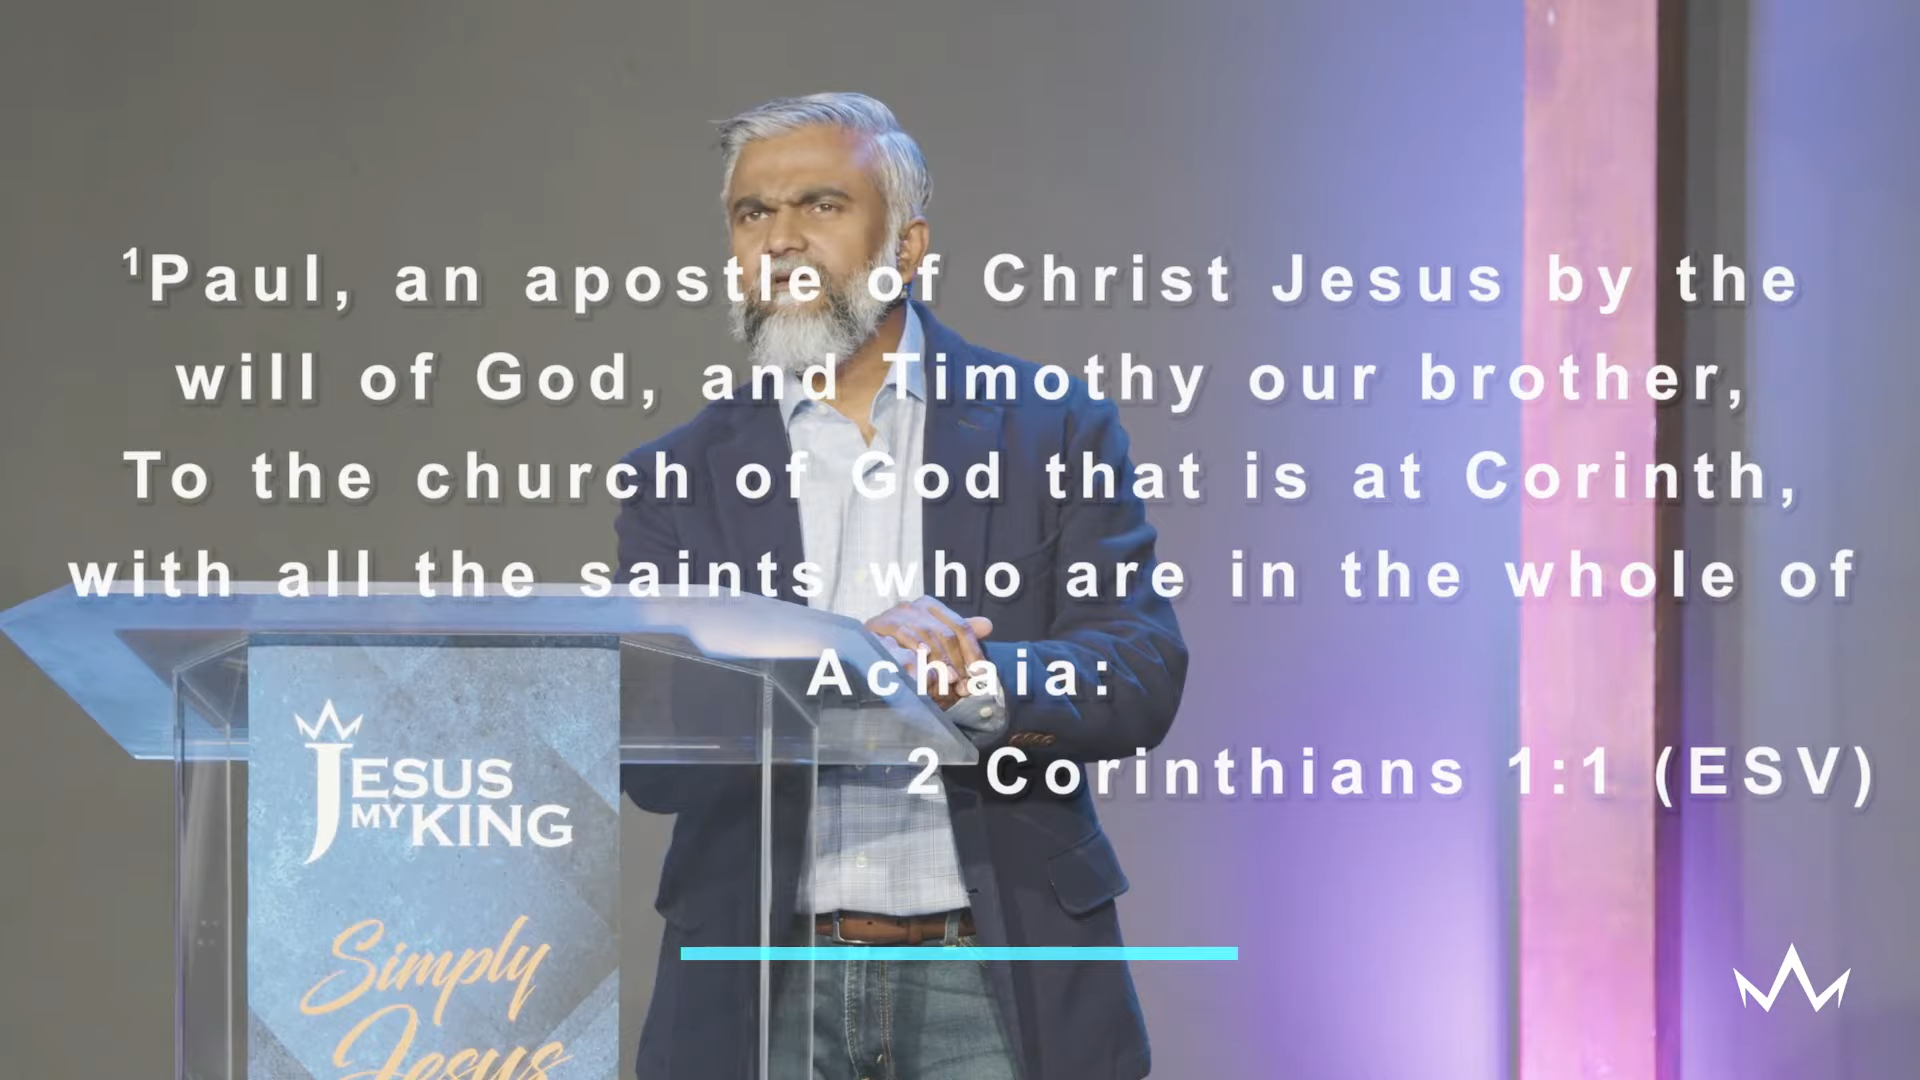 ¹Paul, an apostle of Christ Jesus by the
will of God, and Timothy our brother,
To the church of God that is at Corinth,
with all the saints who are in the whole of
Achaia:
2 Corinthians 1:1 (ESV)
JESUS
MY KING
Simply
Jesus